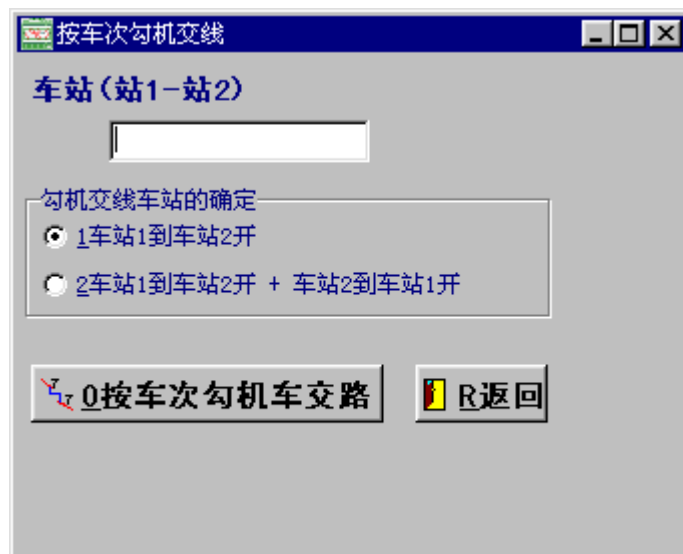 按车次勾机交线
车站(站1-站2)
勾机交线车站的确定
1车站1到车站2开
2车站1到车站2开 + 车站2到车站1开
0按车次勾机车交路
R返回